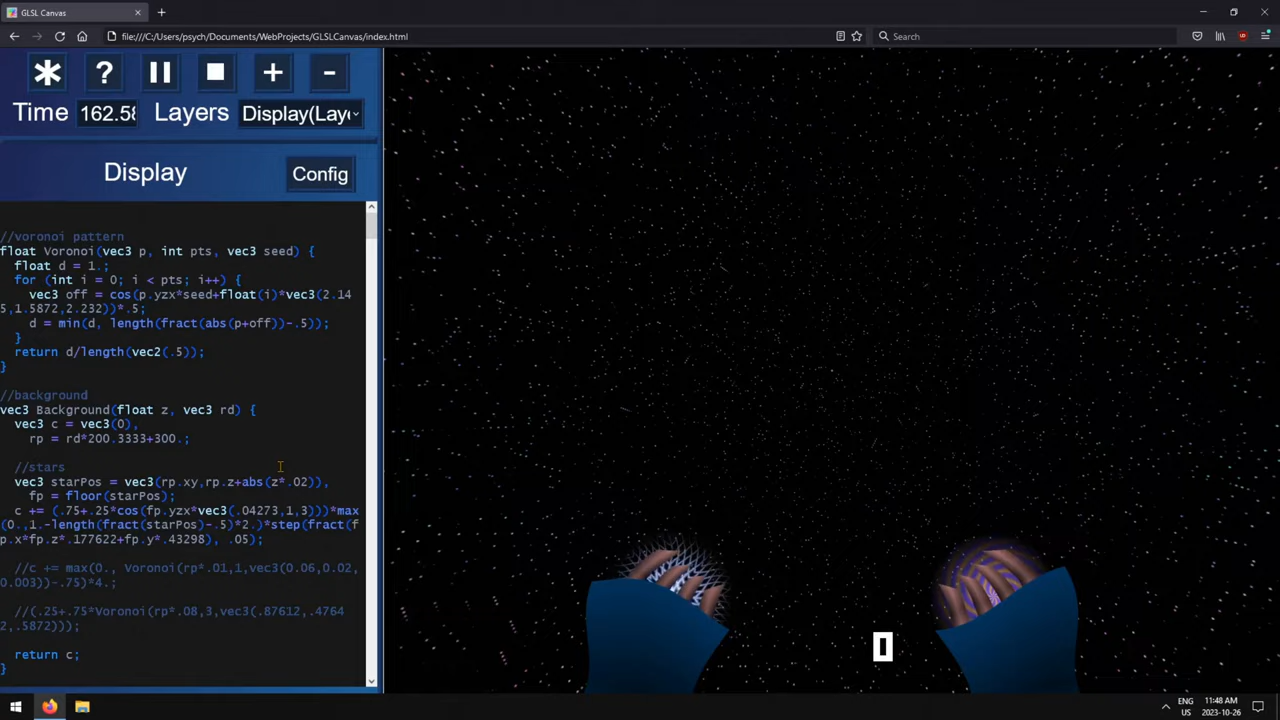 GLSL Canvas
file:///C:/Users/psych/Documents/WebProjects/GLSLCanvas/index.html
Search
* ? + -
Time 162.58 Layers Display(Lay
Display Config
//voronoi pattern
float Voronoi(vec3 p, int pts, vec3 seed) {
float d = 1.;
for (int i = 0; i < pts; i++) {
vec3 off = cos(p.yzx*seed+float(i)*vec3(2.14
5,1.5872,2.232))*.5;
d = min(d, length(fract(abs(p+off))-.5));
}
return d/length(vec2(.5));
}
//background
vec3 Background(float z, vec3 rd) {
vec3 c = vec3(0),
rp = rd*200.3333+300.;
//stars
vec3 starPos = vec3(rp.xy,rp.z+abs(z*.02)),
fp = floor(starPos);
c += (.75+.25*cos(fp.yzx*vec3(.04273,1,3)))*max
(0.,1.-length(fract(starPos)-.5)*2.)*step(fract(f
p.x*fp.z*.177622+fp.y*.43298), .05);
//c += max(0., Voronoi(rp*.01,1,vec3(0.06,0.02,
0.003))-.75)*4.;
//(.25+.75*Voronoi(rp*.08,3,vec3(.87612,.4764
2,.5872)));
return c;
}
0
ENG
US
11:48 AM
2023-10-26